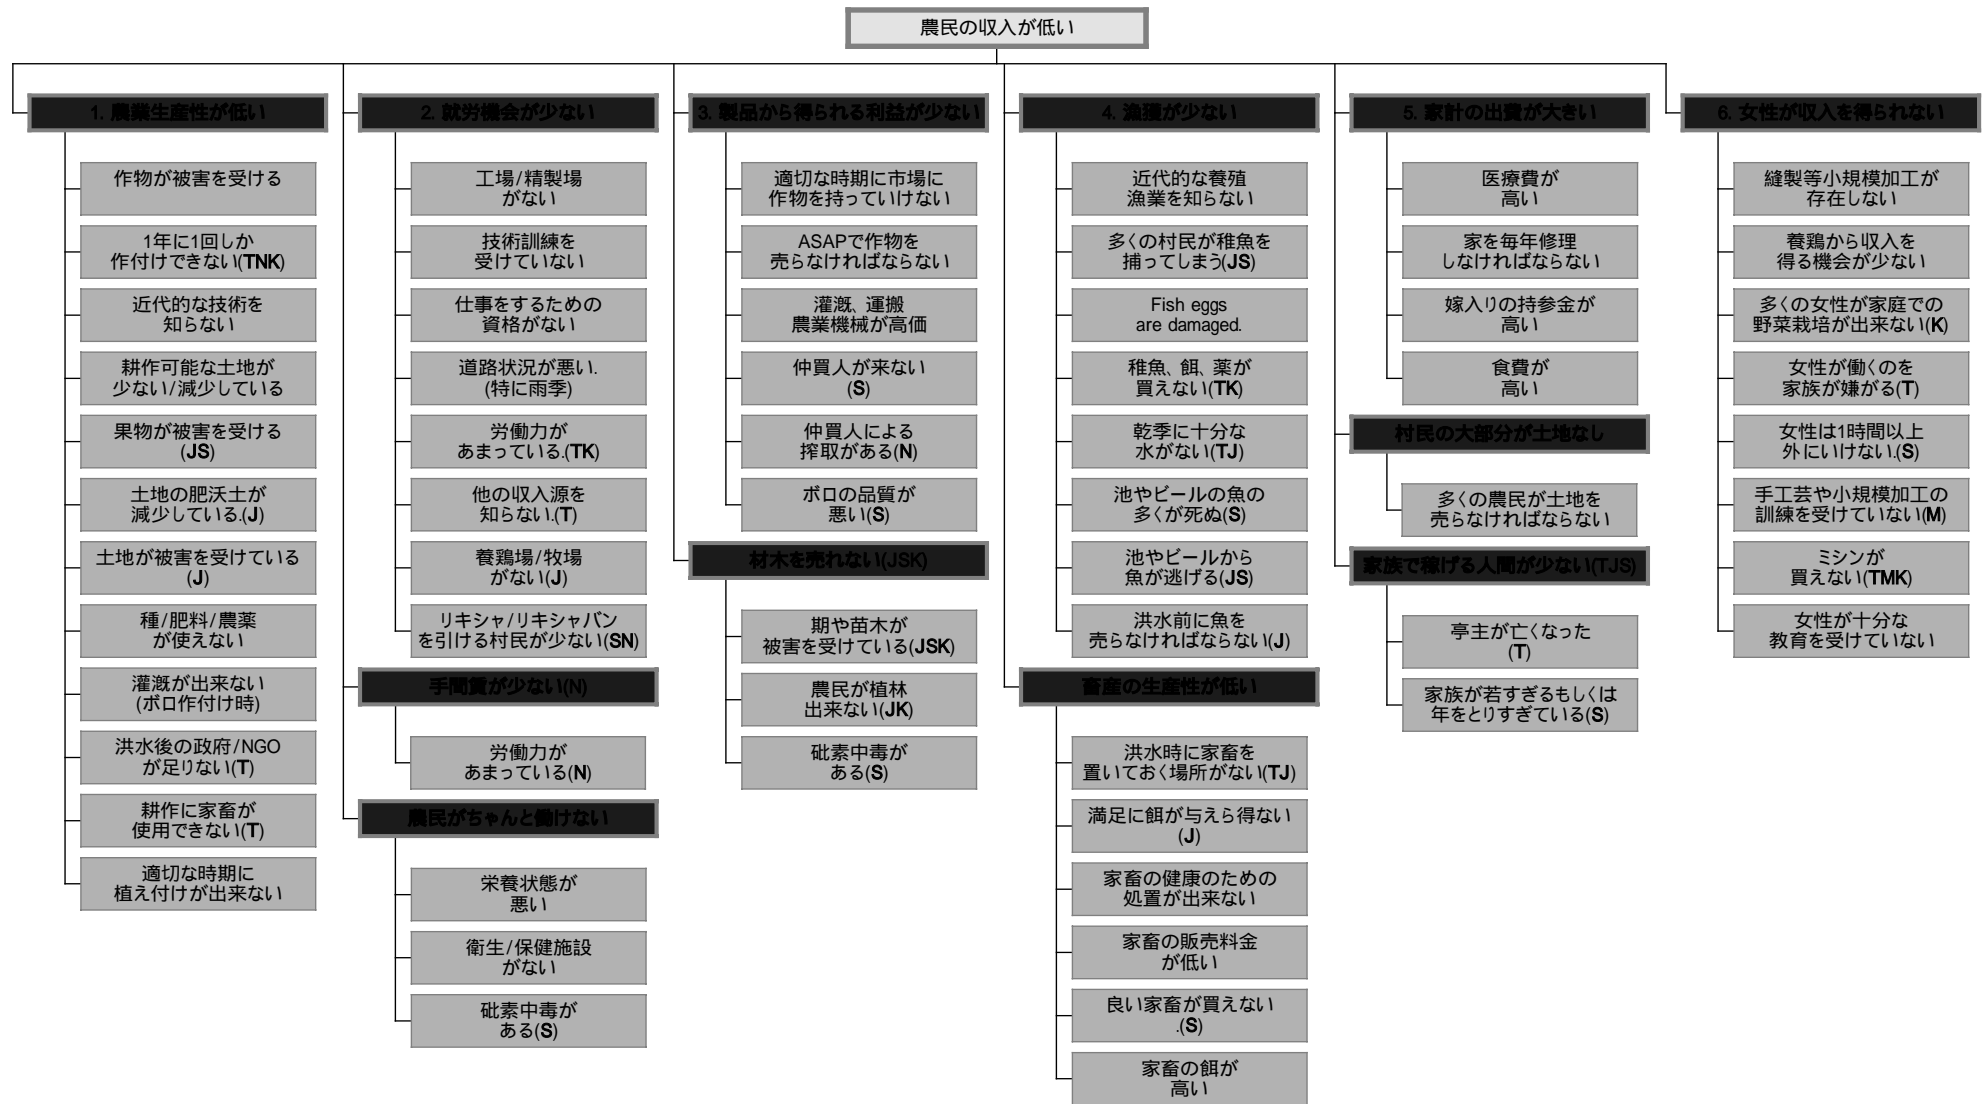 農民の収入が低い
1. 農業生産性が低い
作物が被害を受ける
1年に1回しか
作付けできない(TNK)
近代的な技術を
知らない
耕作可能な土地が
少ない/減少している
果物が被害を受ける
(JS)
土地の肥沃土が
減少している.(J)
土地が被害を受けている
(J)
種/肥料/農薬
が使えない
灌漑が出来ない
(ボロ作付け時)
洪水後の政府/NGO
が足りない(T)
耕作に家畜が
使用できない(T)
適切な時期に
植え付けが出来ない
2. 就労機会が少ない
工場/精製場
がない
技術訓練を
受けていない
仕事をするための
資格がない
道路状況が悪い.
(特に雨季)
労働力が
あまっている.(TK)
他の収入源を
知らない.(T)
養鶏場/牧場
がない(J)
リキシャ/リキシャバン
を引ける村民が少ない(SN)
手間賃が少ない(N)
労働力が
あまっている(N)
農民がちゃんと働けない
栄養状態が
悪い
衛生/保健施設
がない
砒素中毒が
ある(S)
3. 製品から得られる利益が少ない
適切な時期に市場に
作物を持っていけない
ASAPで作物を
売らなければならない
灌漑、運搬
農業機械が高価
仲買人が来ない
(S)
仲買人による
搾取がある(N)
ボロの品質が
悪い(S)
材木を売れない(JSK)
期や苗木が
被害を受けている(JSK)
農民が植林
出来ない(JK)
砒素中毒が
ある(S)
4. 漁獲が少ない
近代的な養殖
漁業を知らない
多くの村民が稚魚を
捕ってしまう(JS)
Fish eggs
are damaged.
稚魚、餌、薬が
買えない(TK)
乾季に十分な
水がない(TJ)
池やビールの魚の
多くが死ぬ(S)
池やビールから
魚が逃げる(JS)
洪水前に魚を
売らなければならない(J)
畜産の生産性が低い
洪水時に家畜を
置いておく場所がない(TJ)
満足に餌が与えら得ない
(J)
家畜の健康のための
処置が出来ない
家畜の販売料金
が低い
良い家畜が買えない
.(S)
家畜の餌が
高い
5. 家計の出費が大きい
医療費が
高い
家を毎年修理
しなければならない
嫁入りの持参金が
高い
食費が
高い
村民の大部分が土地なし
多くの農民が土地を
売らなければならない
家族で稼げる人間が少ない(TJS)
亭主が亡くなった
(T)
家族が若すぎるもしくは
年をとりすぎている(S)
6. 女性が収入を得られない
縫製等小規模加工が
存在しない
養鶏から収入を
得る機会が少ない
多くの女性が家庭での
野菜栽培が出来ない(K)
女性が働くのを
家族が嫌がる(T)
女性は1時間以上
外にいけない.(S)
手工芸や小規模加工の
訓練を受けていない(M)
ミシンが
買えない(TMK)
女性が十分な
教育を受けていない